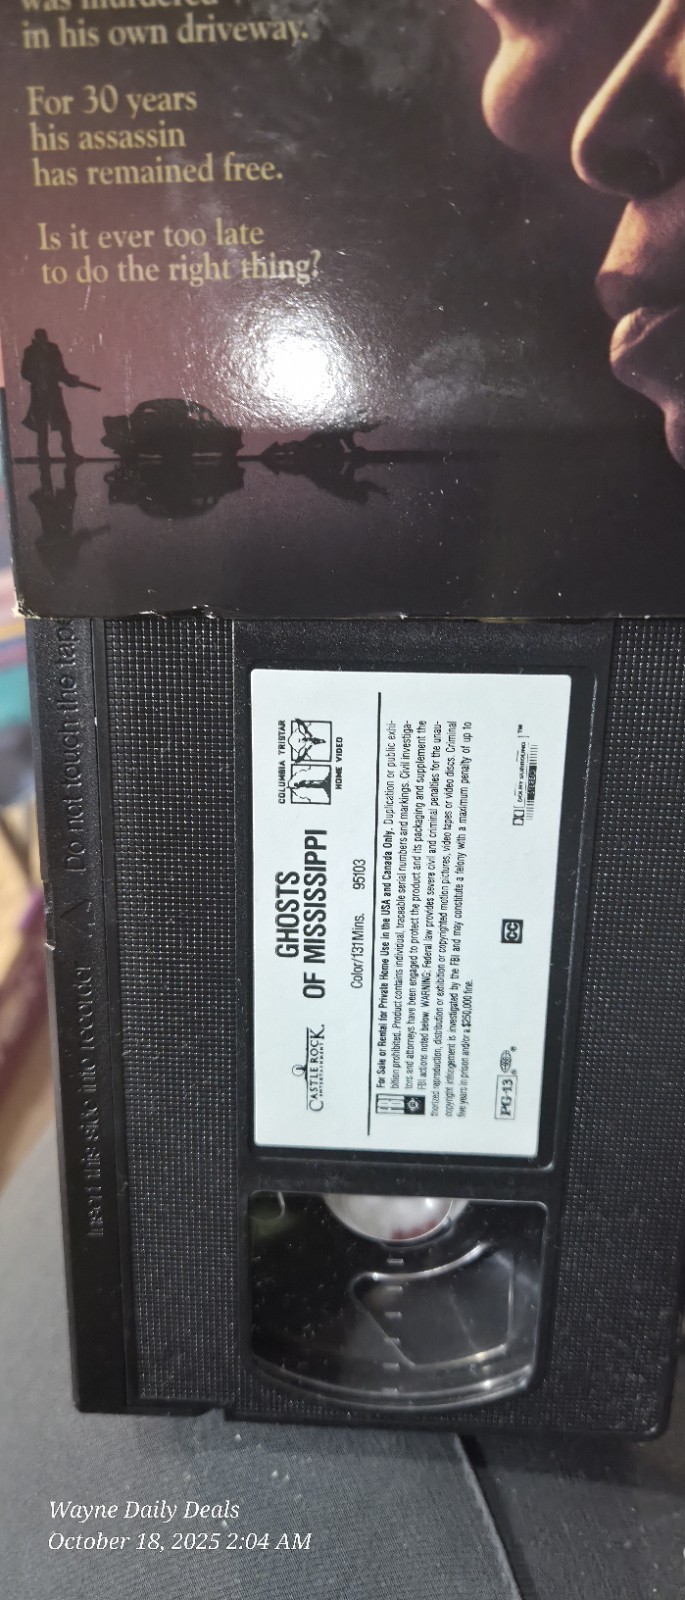 was murdered
in his own driveway.
For 30 years
his assassin
has remained free.
Is it ever too late
to do the right thing?
Do not touch the tape
Insert this side into recorder
COLUMBIA TRISTAR
HOME VIDEO
GHOSTS
OF MISSISSIPPI
CASTLE ROCK
ENTERTAINMENT
Color/131Mins. 95103
FBI
For Sale or Rental for Private Home Use in the USA and Canada Only. Duplication or public exhi-
bition prohibited. Product contains individual, traceable serial numbers and markings. Civil investiga-
tors and attorneys have been engaged to protect the product and its packaging and supplement the
FBI actions noted below. WARNING: Federal law provides severe civil and criminal penalties for the unau-
thorized reproduction, distribution or exhibition of copyrighted motion pictures, video tapes or video discs. Criminal
copyright infringement is investigated by the FBI and may constitute a felony with a maximum penalty of up to
five years in prison and/or a $250,000 fine.
PG-13
CC
DOLBY SURROUND
Wayne Daily Deals
October 18, 2025 2:04 AM